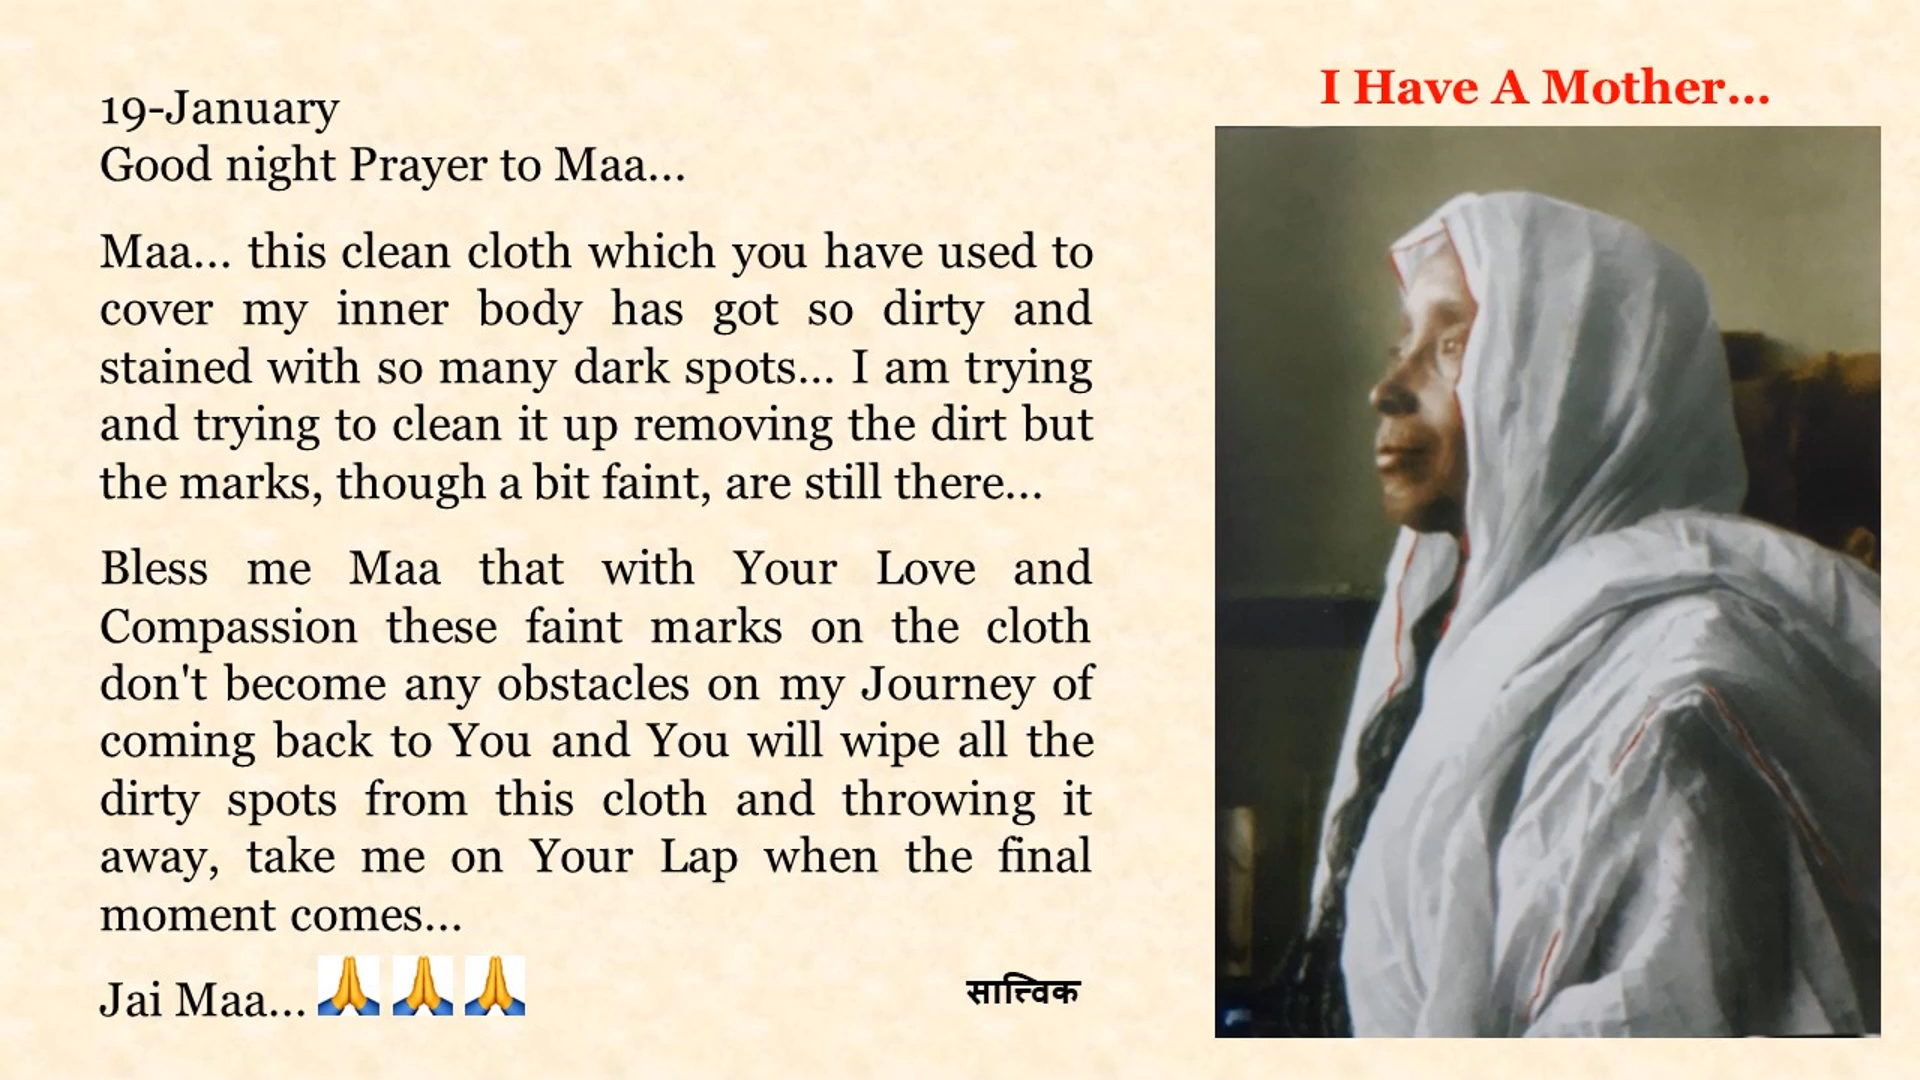 19-January
Good night Prayer to Maa...
Maa... this clean cloth which you have used to
cover my inner body has got so dirty and
stained with so many dark spots... I am trying
and trying to clean it up removing the dirt but
the marks, though a bit faint, are still there...
Bless me Maa that with Your Love and
Compassion these faint marks on the cloth
don't become any obstacles on my Journey of
coming back to You and You will wipe all the
dirty spots from this cloth and throwing it
away, take me on Your Lap when the final
moment comes...
Jai Maa... 🙏 🙏 🙏
सात्त्विक
I Have A Mother...